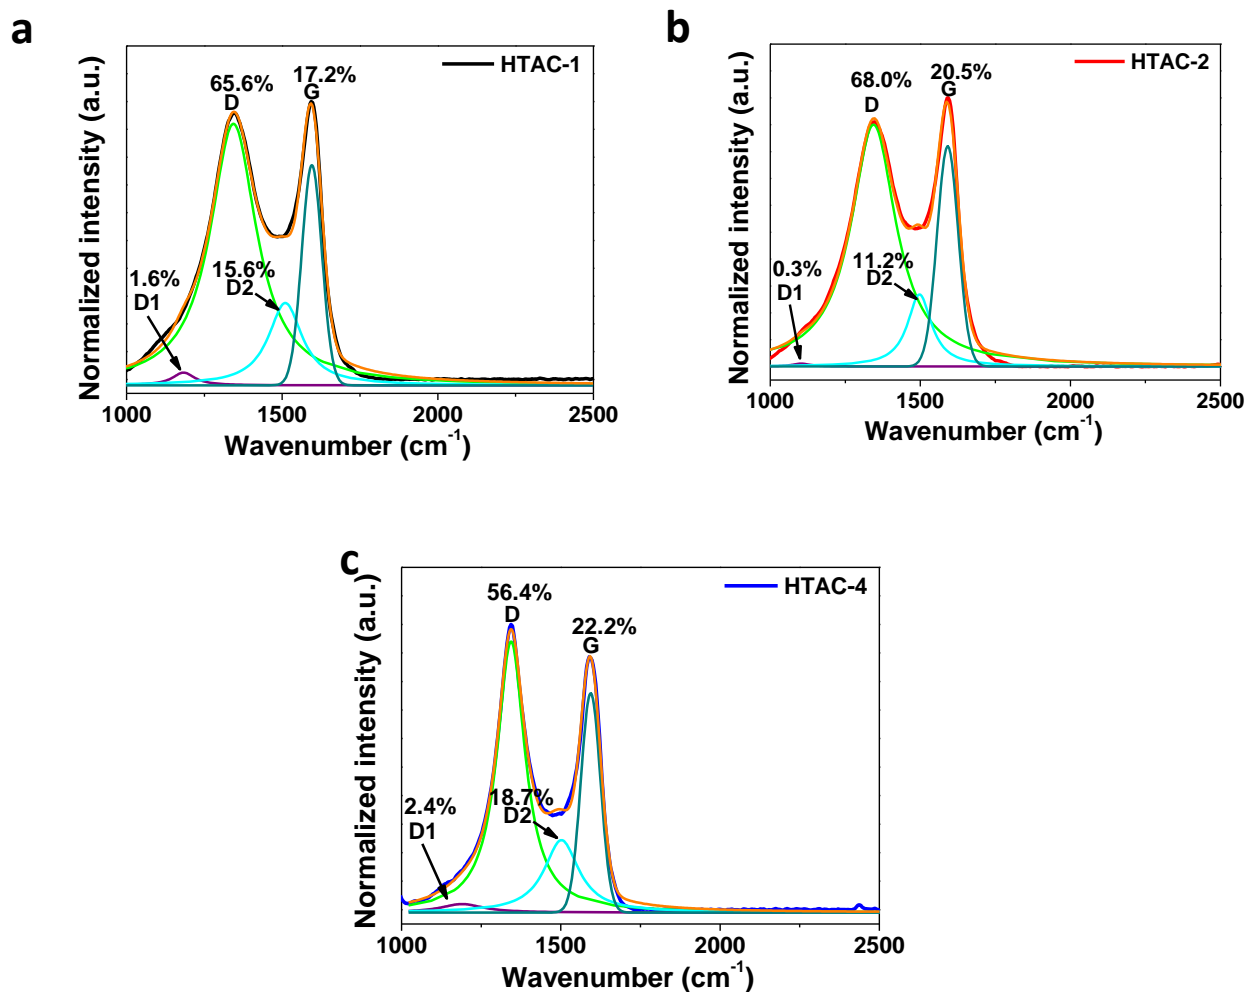 a
65.6%
D
17.2%
G
HTAC-1
1.6%
D1
15.6%
D2
Normalized intensity (a.u.)
1000 1500 2000 2500
Wavenumber (cm⁻¹)
b
68.0%
D
20.5%
G
HTAC-2
0.3%
D1
11.2%
D2
Normalized intensity (a.u.)
1000 1500 2000 2500
Wavenumber (cm⁻¹)
c
56.4%
D
22.2%
G
HTAC-4
2.4%
D1
18.7%
D2
Normalized intensity (a.u.)
1000 1500 2000 2500
Wavenumber (cm⁻¹)